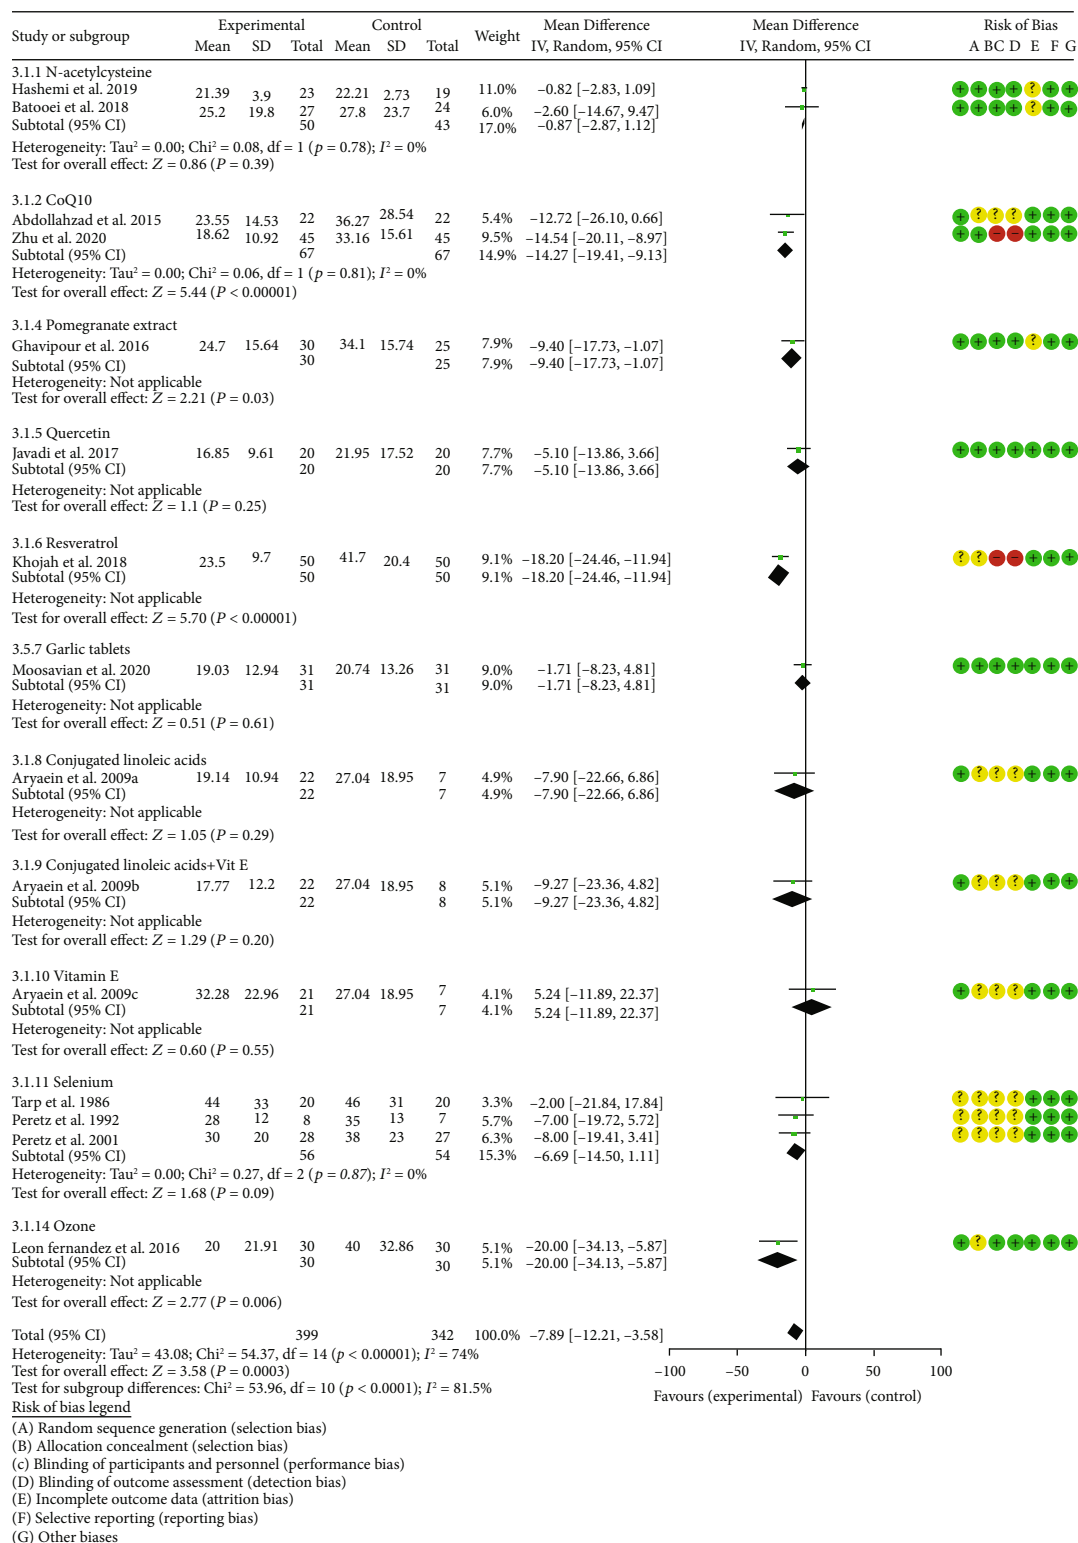 Study or subgroup Experimental Control Weight Mean Difference Mean Difference Risk of Bias
Mean SD Total Mean SD Total IV, Random, 95% CI IV, Random, 95% CI A B C D E F G
3.1.1 N-acetylcysteine
Hashemi et al. 2019 21.39 3.9 23 22.21 2.73 19 11.0% −0.82 [−2.83, 1.09] + + + + ? + +
Batooei et al. 2018 25.2 19.8 27 27.8 23.7 24 6.0% −2.60 [−14.67, 9.47] + + + + ? + +
Subtotal (95% CI) 50 43 17.0% −0.87 [−2.87, 1.12]
Heterogeneity: Tau² = 0.00; Chi² = 0.08, df = 1 (p = 0.78); I² = 0%
Test for overall effect: Z = 0.86 (P = 0.39)
3.1.2 CoQ10
Abdollahzad et al. 2015 23.55 14.53 22 36.27 28.54 22 5.4% −12.72 [−26.10, 0.66] + ? ? ? + + +
Zhu et al. 2020 18.62 10.92 45 33.16 15.61 45 9.5% −14.54 [−20.11, −8.97] + + − − + + +
Subtotal (95% CI) 67 67 14.9% −14.27 [−19.41, −9.13]
Heterogeneity: Tau² = 0.00; Chi² = 0.06, df = 1 (p = 0.81); I² = 0%
Test for overall effect: Z = 5.44 (P < 0.00001)
3.1.4 Pomegranate extract
Ghavipour et al. 2016 24.7 15.64 30 34.1 15.74 25 7.9% −9.40 [−17.73, −1.07] + + + + ? + +
Subtotal (95% CI) 30 25 7.9% −9.40 [−17.73, −1.07]
Heterogeneity: Not applicable
Test for overall effect: Z = 2.21 (P = 0.03)
3.1.5 Quercetin
Javadi et al. 2017 16.85 9.61 20 21.95 17.52 20 7.7% −5.10 [−13.86, 3.66] + + + + + + +
Subtotal (95% CI) 20 20 7.7% −5.10 [−13.86, 3.66]
Heterogeneity: Not applicable
Test for overall effect: Z = 1.1 (P = 0.25)
3.1.6 Resveratrol
Khojah et al. 2018 23.5 9.7 50 41.7 20.4 50 9.1% −18.20 [−24.46, −11.94] ? ? − − + + +
Subtotal (95% CI) 50 50 9.1% −18.20 [−24.46, −11.94]
Heterogeneity: Not applicable
Test for overall effect: Z = 5.70 (P < 0.00001)
3.5.7 Garlic tablets
Moosavian et al. 2020 19.03 12.94 31 20.74 13.26 31 9.0% −1.71 [−8.23, 4.81] + + + + + + +
Subtotal (95% CI) 31 31 9.0% −1.71 [−8.23, 4.81]
Heterogeneity: Not applicable
Test for overall effect: Z = 0.51 (P = 0.61)
3.1.8 Conjugated linoleic acids
Aryaein et al. 2009a 19.14 10.94 22 27.04 18.95 7 4.9% −7.90 [−22.66, 6.86] + ? ? ? + + +
Subtotal (95% CI) 22 7 4.9% −7.90 [−22.66, 6.86]
Heterogeneity: Not applicable
Test for overall effect: Z = 1.05 (P = 0.29)
3.1.9 Conjugated linoleic acids+Vit E
Aryaein et al. 2009b 17.77 12.2 22 27.04 18.95 8 5.1% −9.27 [−23.36, 4.82] + ? ? ? + + +
Subtotal (95% CI) 22 8 5.1% −9.27 [−23.36, 4.82]
Heterogeneity: Not applicable
Test for overall effect: Z = 1.29 (P = 0.20)
3.1.10 Vitamin E
Aryaein et al. 2009c 32.28 22.96 21 27.04 18.95 7 4.1% 5.24 [−11.89, 22.37] + ? ? ? + + +
Subtotal (95% CI) 21 7 4.1% 5.24 [−11.89, 22.37]
Heterogeneity: Not applicable
Test for overall effect: Z = 0.60 (P = 0.55)
3.1.11 Selenium
Tarp et al. 1986 44 33 20 46 31 20 3.3% −2.00 [−21.84, 17.84] ? ? ? ? + + +
Peretz et al. 1992 28 12 8 35 13 7 5.7% −7.00 [−19.72, 5.72] ? ? ? ? + + +
Peretz et al. 2001 30 20 28 38 23 27 6.3% −8.00 [−19.41, 3.41] ? ? ? ? + + +
Subtotal (95% CI) 56 54 15.3% −6.69 [−14.50, 1.11]
Heterogeneity: Tau² = 0.00; Chi² = 0.27, df = 2 (p = 0.87); I² = 0%
Test for overall effect: Z = 1.68 (P = 0.09)
3.1.14 Ozone
Leon fernandez et al. 2016 20 21.91 30 40 32.86 30 5.1% −20.00 [−34.13, −5.87] + ? + + + + +
Subtotal (95% CI) 30 30 5.1% −20.00 [−34.13, −5.87]
Heterogeneity: Not applicable
Test for overall effect: Z = 2.77 (P = 0.006)
Total (95% CI) 399 342 100.0% −7.89 [−12.21, −3.58]
Heterogeneity: Tau² = 43.08; Chi² = 54.37, df = 14 (p < 0.00001); I² = 74%
Test for overall effect: Z = 3.58 (P = 0.0003)
Test for subgroup differences: Chi² = 53.96, df = 10 (p < 0.0001); I² = 81.5%
−100 −50 0 50 100
Favours (experimental) Favours (control)
Risk of bias legend
(A) Random sequence generation (selection bias)
(B) Allocation concealment (selection bias)
(c) Blinding of participants and personnel (performance bias)
(D) Blinding of outcome assessment (detection bias)
(E) Incomplete outcome data (attrition bias)
(F) Selective reporting (reporting bias)
(G) Other biases